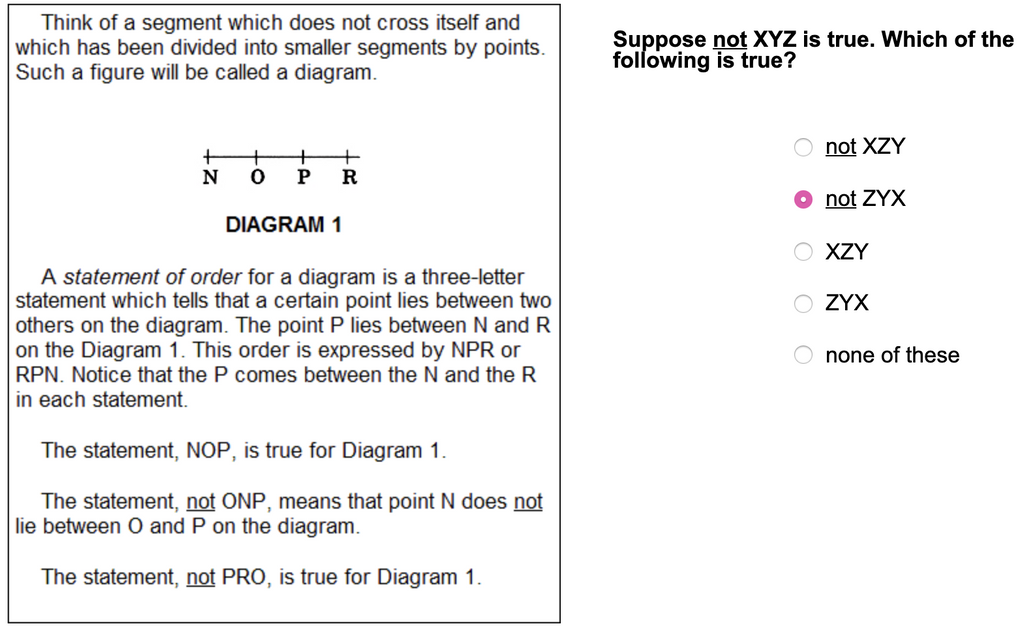 Think of a segment which does not cross itself and
which has been divided into smaller segments by points.
Such a figure will be called a diagram.
N O P R
DIAGRAM 1
A statement of order for a diagram is a three-letter
statement which tells that a certain point lies between two
others on the diagram. The point P lies between N and R
on the Diagram 1. This order is expressed by NPR or
RPN. Notice that the P comes between the N and the R
in each statement.
The statement, NOP, is true for Diagram 1.
The statement, not ONP, means that point N does not
lie between O and P on the diagram.
The statement, not PRO, is true for Diagram 1.
Suppose not XYZ is true. Which of the
following is true?
not XZY
not ZYX
XZY
ZYX
none of these